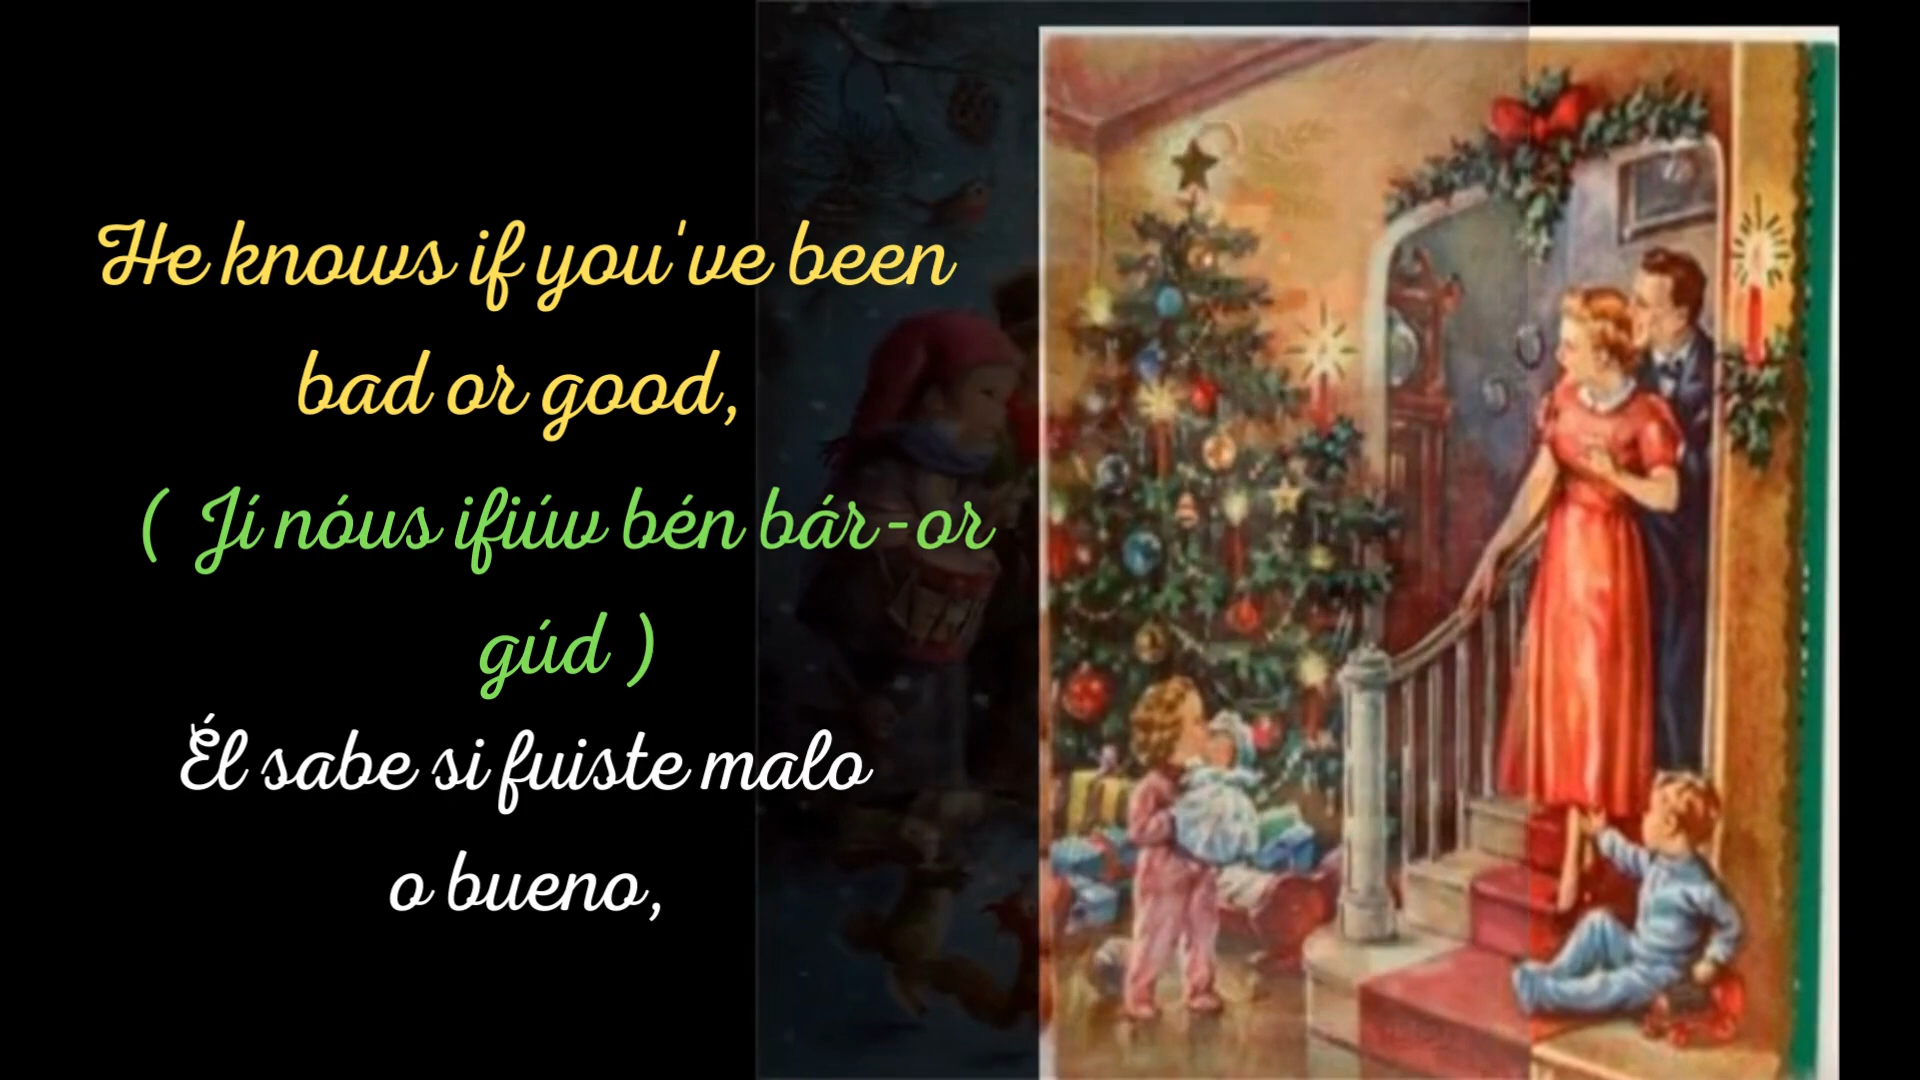 He knows if you've been
bad or good,
( Jí nóus ifiúv bén bár-or
gúd )
Él sabe si fuiste malo
o bueno,